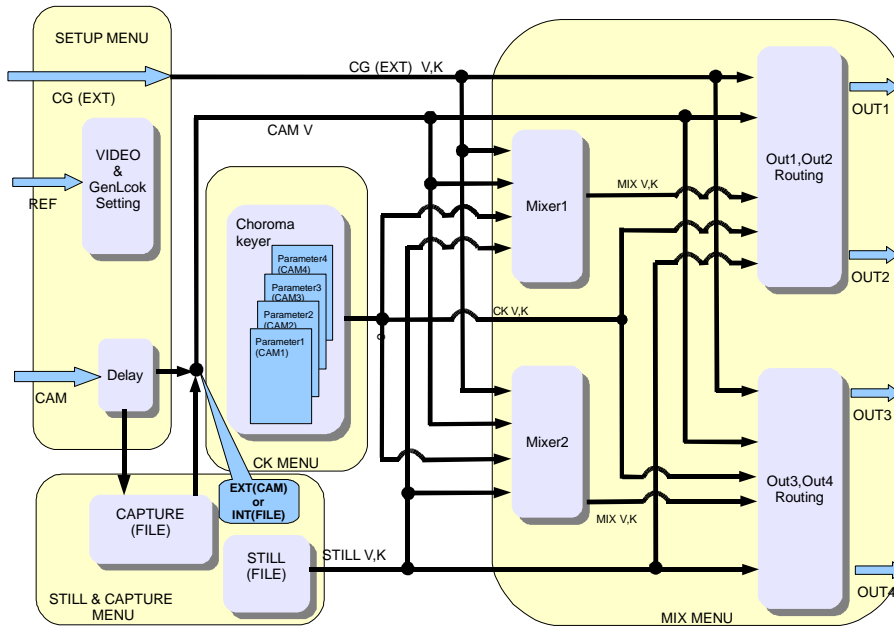 SETUP MENU
CG (EXT)
CG (EXT)  V,K
CAM V
VIDEO
&
GenLcok
Setting
REF
Choroma
keyer
Parameter4
(CAM4)
Parameter3
(CAM3)
Parameter2
(CAM2)
Parameter1
(CAM1)
CK MENU
Delay
CAM
EXT(CAM)
or
INT(FILE)
CAPTURE
(FILE)
STILL
(FILE)
STILL V,K
STILL & CAPTURE
MENU
Mixer1
MIX V,K
CK V,K
Mixer2
MIX V,K
Out1,Out2
Routing
OUT1
OUT2
Out3,Out4
Routing
OUT3
OUT4
MIX MENU